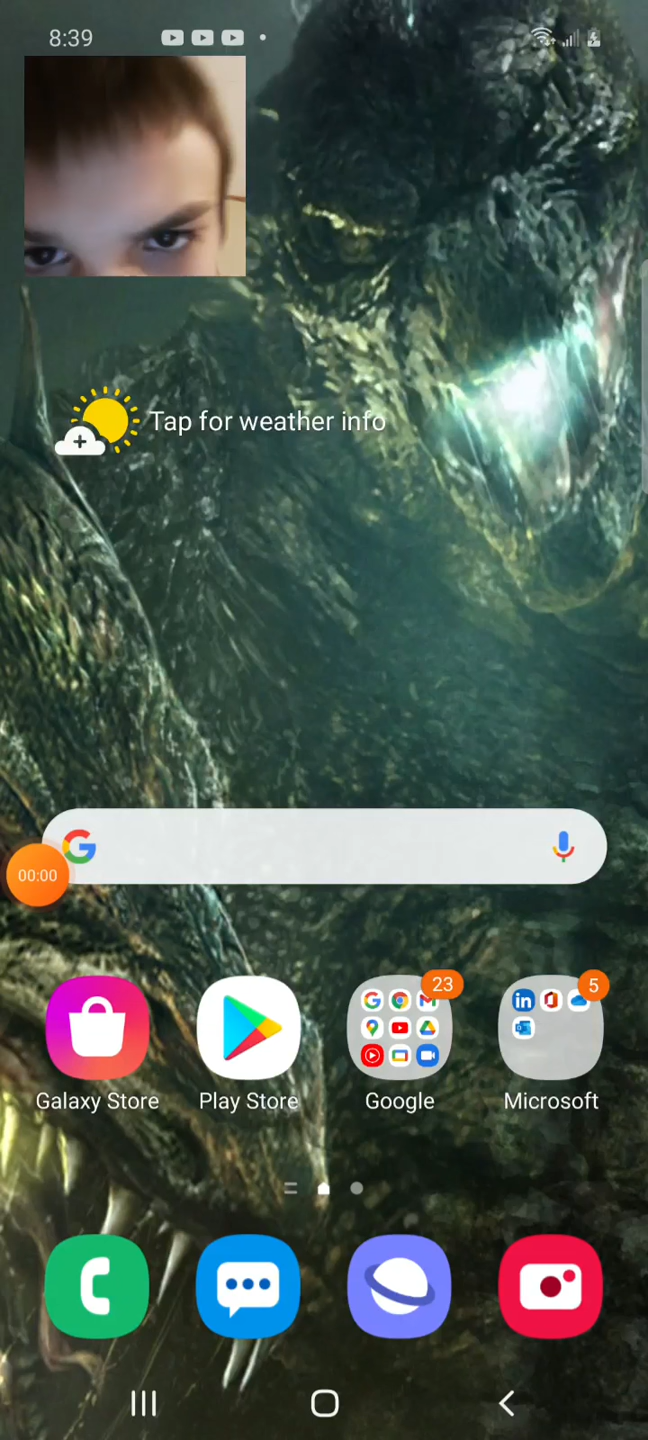 8:39
Tap for weather info
00:00
23
5
Galaxy Store
Play Store
Google
Microsoft